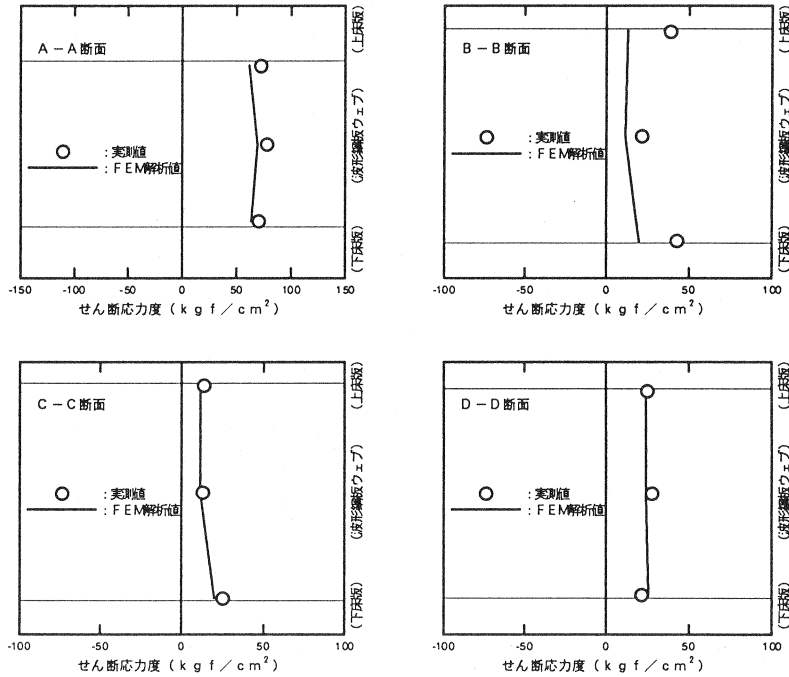 A－A断面
○ ：実測値
── ：FEM解析値
(上床版)
(波形鋼板ウェブ)
(下床版)
-150 -100 -50 0 50 100 150
せん断応力度（kgf／cm²）
B－B断面
○ ：実測値
── ：FEM解析値
(上床版)
(波形鋼板ウェブ)
(下床版)
-100 -50 0 50 100
せん断応力度（kgf／cm²）
C－C断面
○ ：実測値
── ：FEM解析値
(上床版)
(波形鋼板ウェブ)
(下床版)
-100 -50 0 50 100
せん断応力度（kgf／cm²）
D－D断面
○ ：実測値
── ：FEM解析値
(上床版)
(波形鋼板ウェブ)
(下床版)
-100 -50 0 50 100
せん断応力度（kgf／cm²）